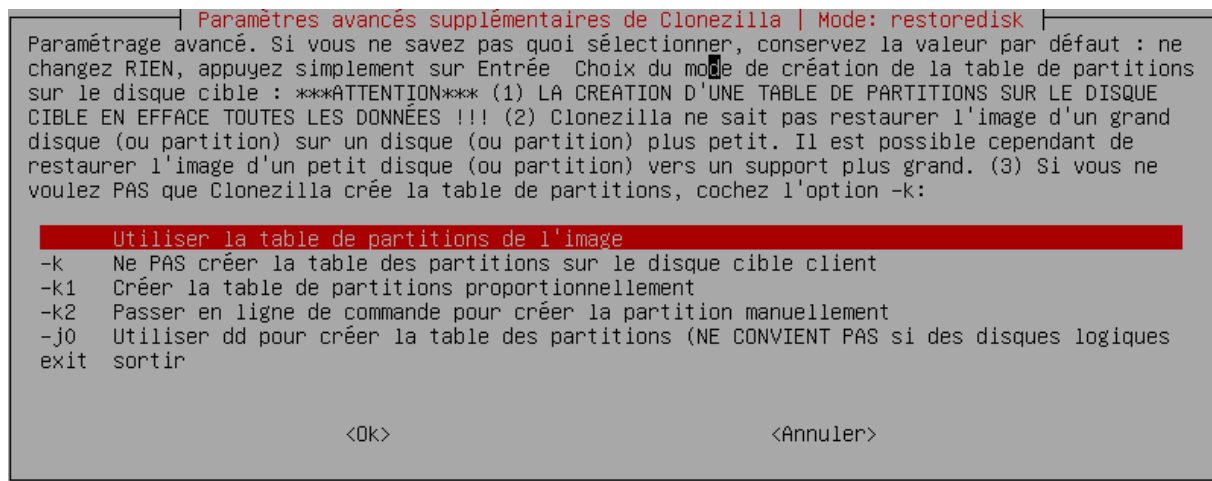 Paramètres avancés supplémentaires de Clonezilla | Mode: restoredisk
Paramétrage avancé. Si vous ne savez pas quoi sélectionner, conservez la valeur par défaut : ne
changez RIEN, appuyez simplement sur Entrée  Choix du mode de création de la table de partitions
sur le disque cible : ***ATTENTION*** (1) LA CREATION D'UNE TABLE DE PARTITIONS SUR LE DISQUE
CIBLE EN EFFACE TOUTES LES DONNÉES !!! (2) Clonezilla ne sait pas restaurer l'image d'un grand
disque (ou partition) sur un disque (ou partition) plus petit. Il est possible cependant de
restaurer l'image d'un petit disque (ou partition) vers un support plus grand. (3) Si vous ne
voulez PAS que Clonezilla crée la table de partitions, cochez l'option -k:
Utiliser la table de partitions de l'image
-k Ne PAS créer la table des partitions sur le disque cible client
-k1 Créer la table de partitions proportionnellement
-k2 Passer en ligne de commande pour créer la partition manuellement
-j0 Utiliser dd pour créer la table des partitions (NE CONVIENT PAS si des disques logiques
exit sortir
<Ok> <Annuler>